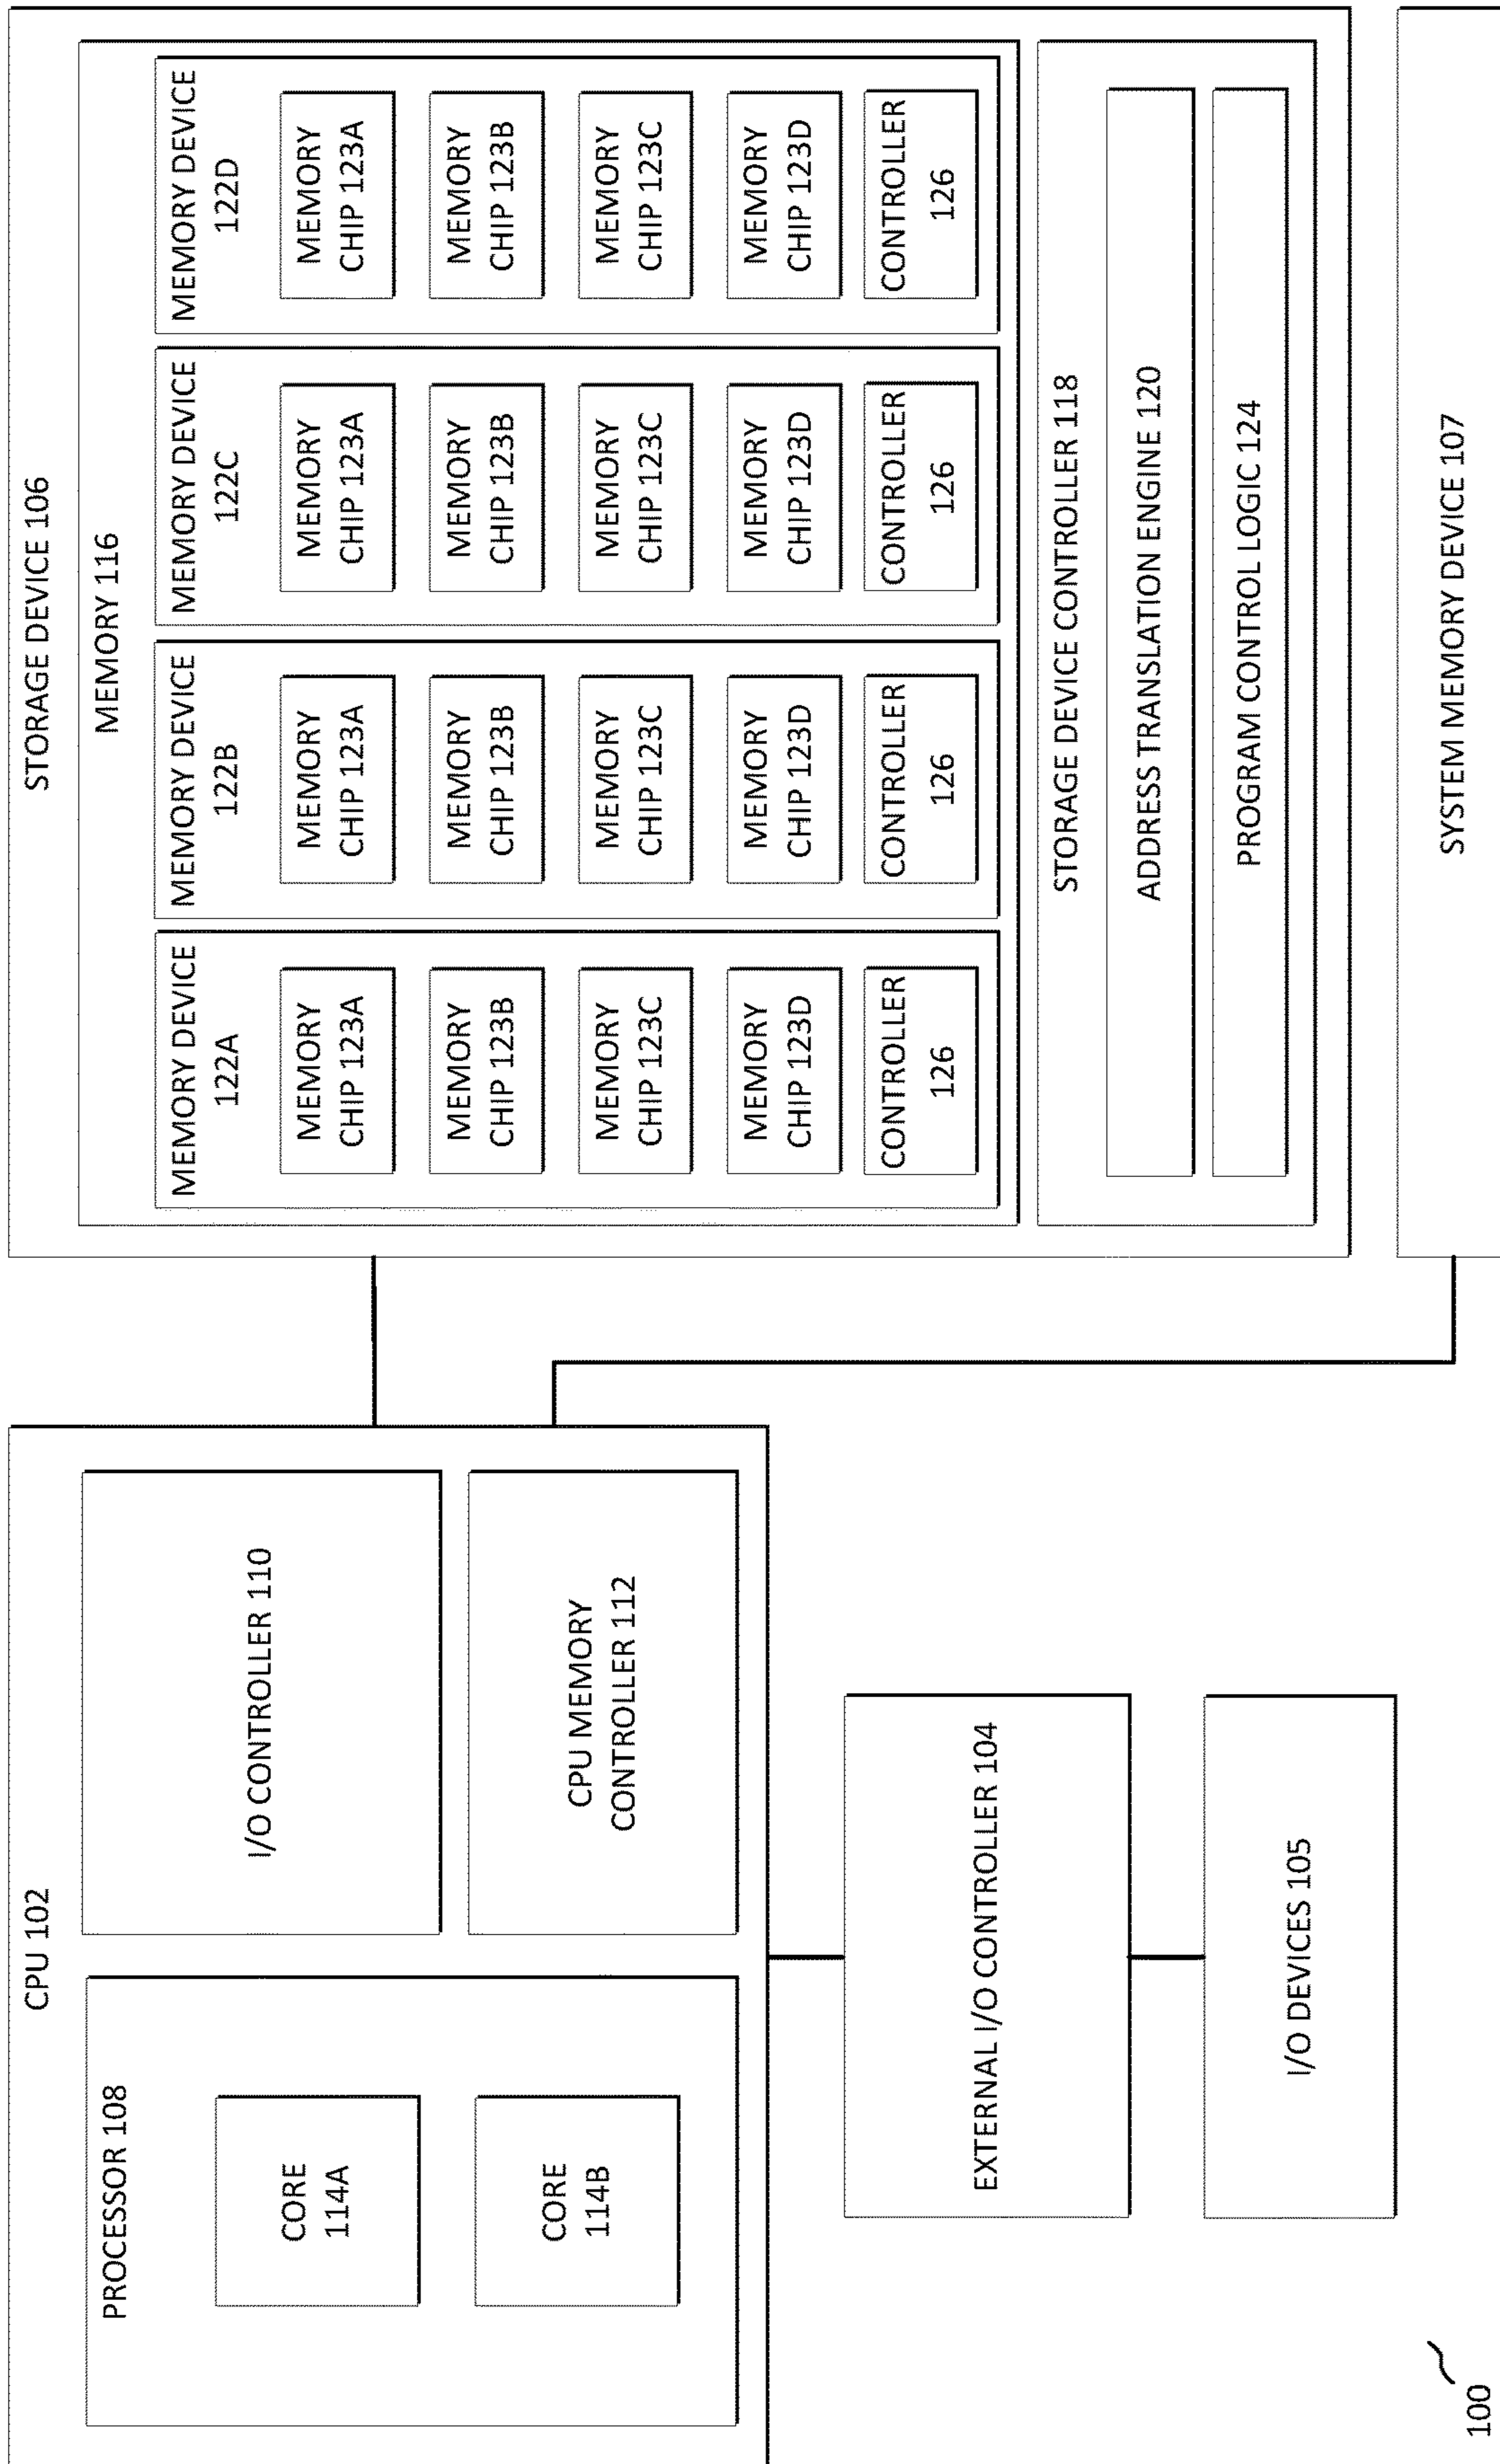 CPU 102
PROCESSOR 108
CORE
114A
CORE
114B
I/O CONTROLLER 110
CPU MEMORY
CONTROLLER 112
EXTERNAL I/O CONTROLLER 104
I/O DEVICES 105
100
STORAGE DEVICE 106
MEMORY 116
MEMORY DEVICE
122A
MEMORY
CHIP 123A
MEMORY
CHIP 123B
MEMORY
CHIP 123C
MEMORY
CHIP 123D
CONTROLLER
126
MEMORY DEVICE
122B
MEMORY
CHIP 123A
MEMORY
CHIP 123B
MEMORY
CHIP 123C
MEMORY
CHIP 123D
CONTROLLER
126
MEMORY DEVICE
122C
MEMORY
CHIP 123A
MEMORY
CHIP 123B
MEMORY
CHIP 123C
MEMORY
CHIP 123D
CONTROLLER
126
MEMORY DEVICE
122D
MEMORY
CHIP 123A
MEMORY
CHIP 123B
MEMORY
CHIP 123C
MEMORY
CHIP 123D
CONTROLLER
126
STORAGE DEVICE CONTROLLER 118
ADDRESS TRANSLATION ENGINE 120
PROGRAM CONTROL LOGIC 124
SYSTEM MEMORY DEVICE 107